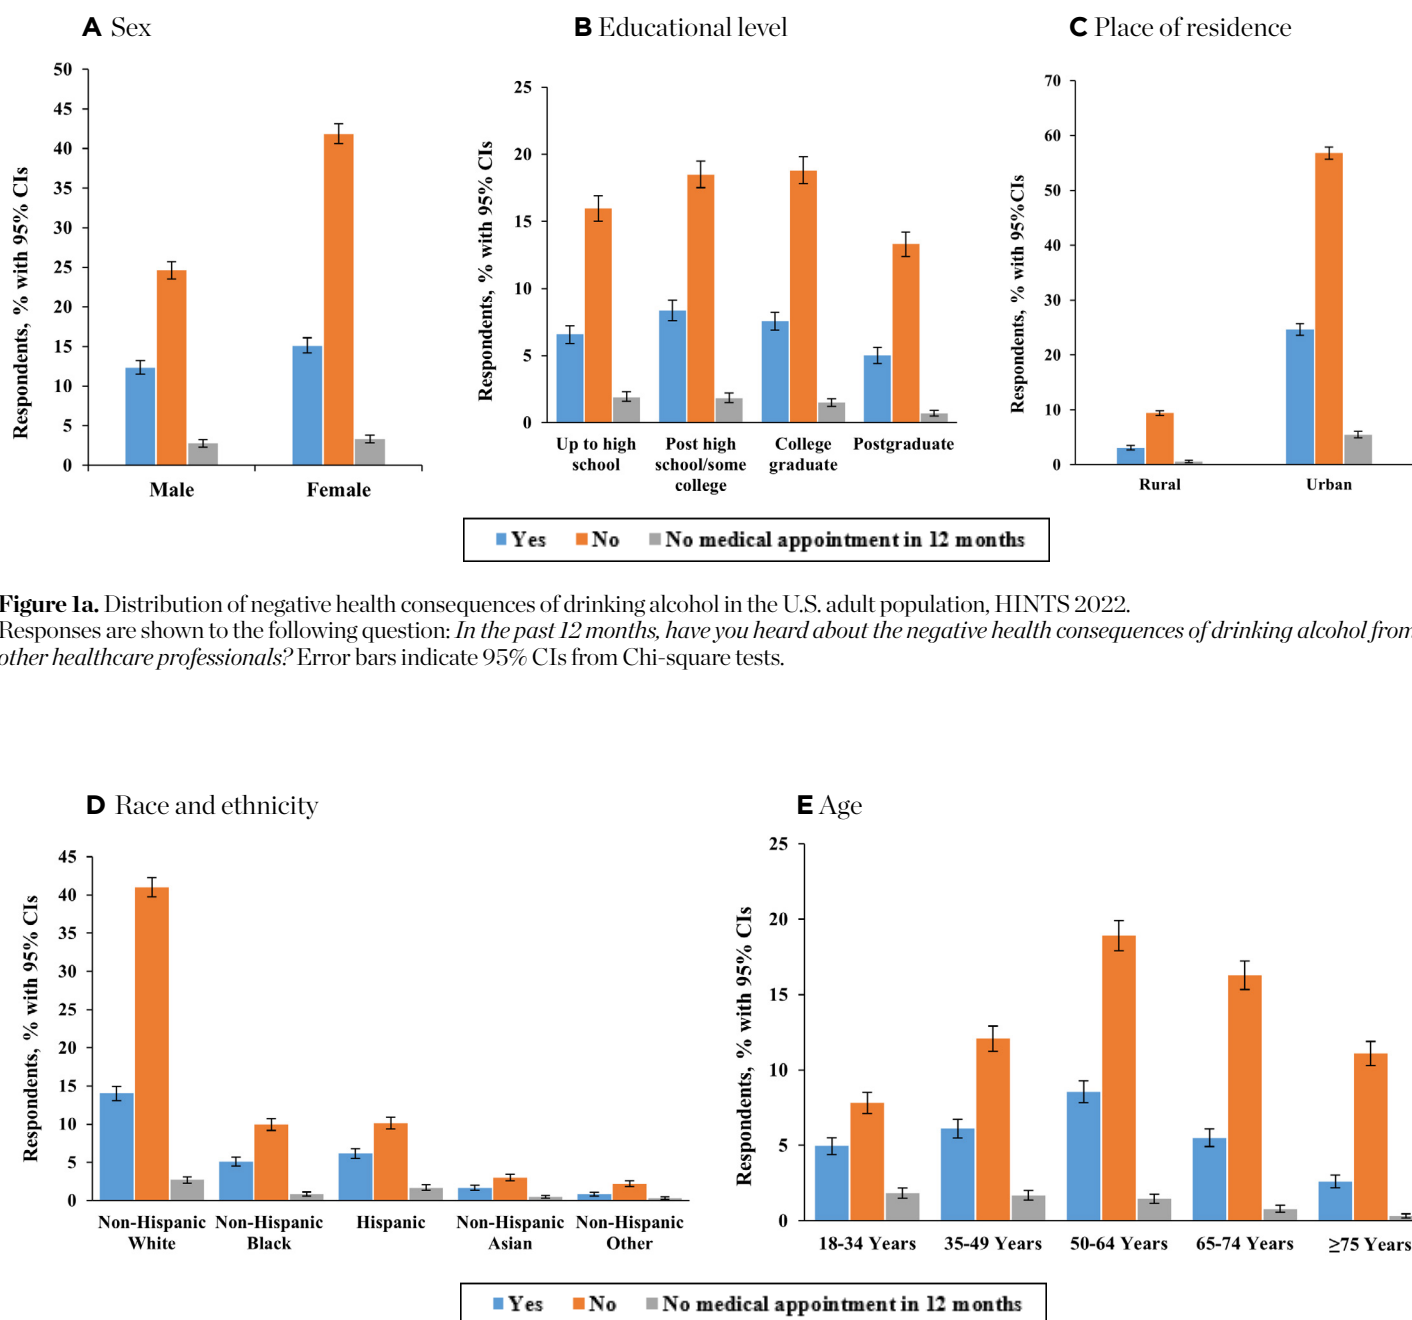 A Sex
B Educational level
C Place of residence
Respondents, % with 95% CIs
50
45
40
35
30
25
20
15
10
5
0
Male
Female
Respondents, % with 95% CIs
25
20
15
10
5
0
Up to high school
Post high school/some college
College graduate
Postgraduate
Respondents, % with 95%CIs
70
60
50
40
30
20
10
0
Rural
Urban
Yes No No medical appointment in 12 months
Figure 1a. Distribution of negative health consequences of drinking alcohol in the U.S. adult population, HINTS 2022.
Responses are shown to the following question: In the past 12 months, have you heard about the negative health consequences of drinking alcohol from
other healthcare professionals? Error bars indicate 95% CIs from Chi-square tests.
D Race and ethnicity
E Age
Respondents, % with 95% CIs
45
40
35
30
25
20
15
10
5
0
Non-Hispanic White
Non-Hispanic Black
Hispanic
Non-Hispanic Asian
Non-Hispanic Other
Respondents, % with 95% CIs
25
20
15
10
5
0
18-34 Years
35-49 Years
50-64 Years
65-74 Years
≥75 Years
Yes No No medical appointment in 12 months